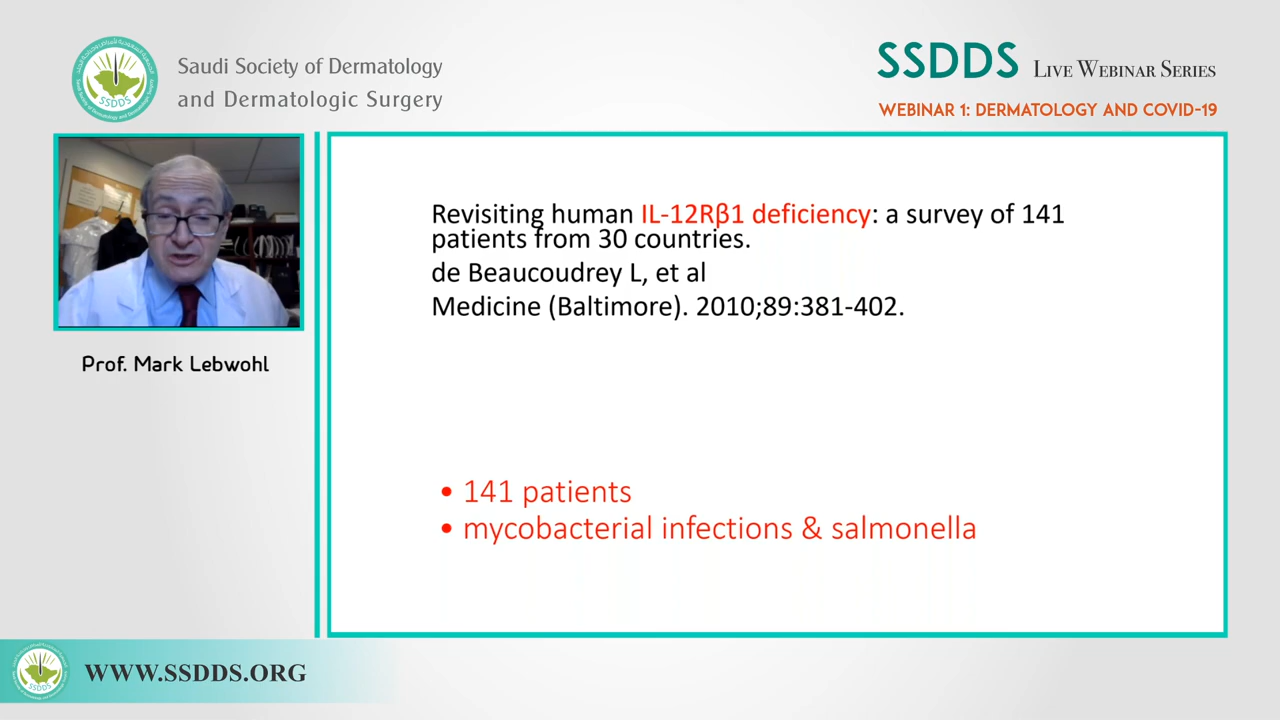 Saudi Society of Dermatology
and Dermatologic Surgery
SSDDS LIVE WEBINAR SERIES
WEBINAR 1: DERMATOLOGY AND COVID-19
Prof. Mark Lebwohl
Revisiting human IL-12Rβ1 deficiency: a survey of 141
patients from 30 countries.
de Beaucoudrey L, et al
Medicine (Baltimore). 2010;89:381-402.
• 141 patients
• mycobacterial infections & salmonella
SSDDS
WWW.SSDDS.ORG